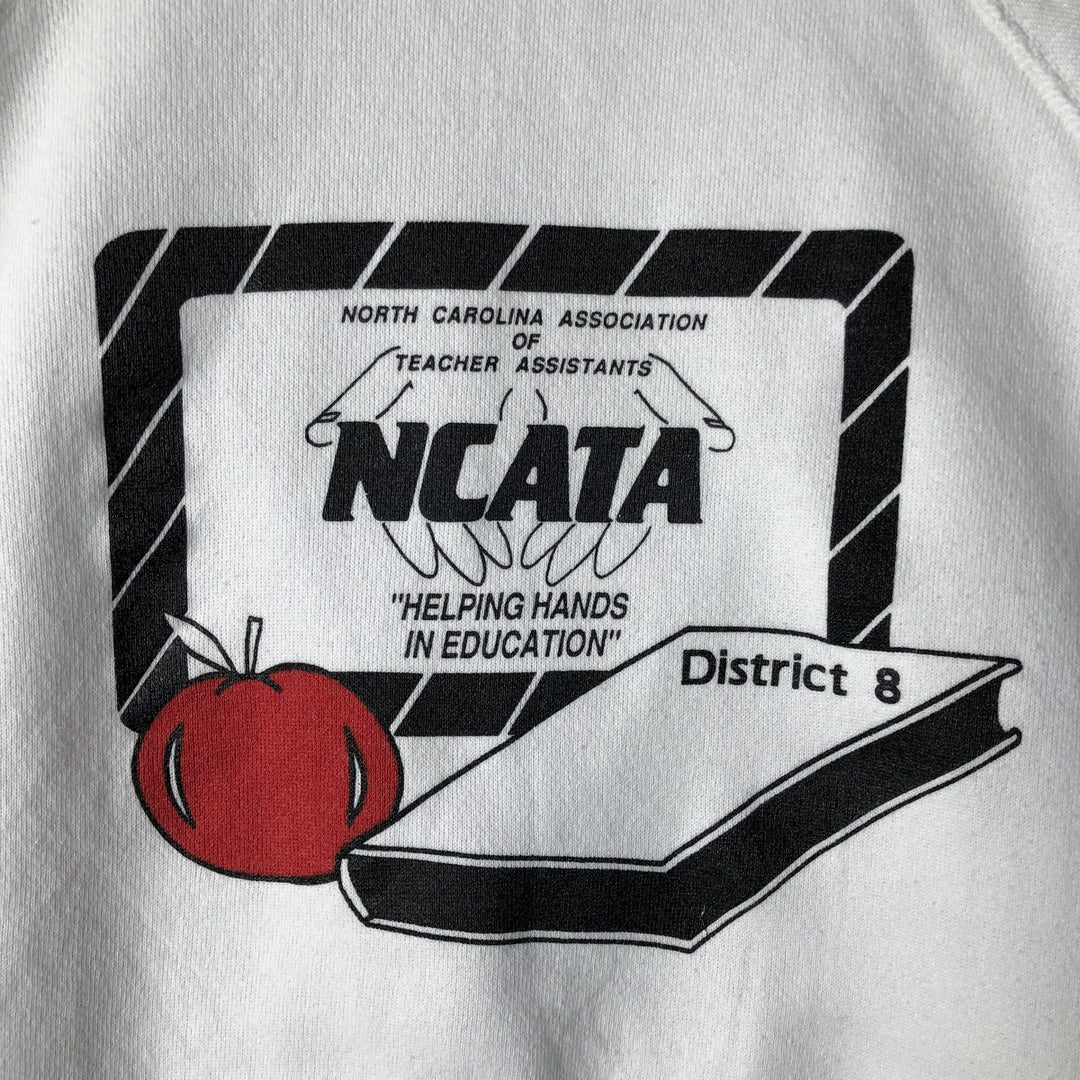 NORTH CAROLINA ASSOCIATION
OF
TEACHER ASSISTANTS
NCATA
"HELPING HANDS
IN EDUCATION"
District 8